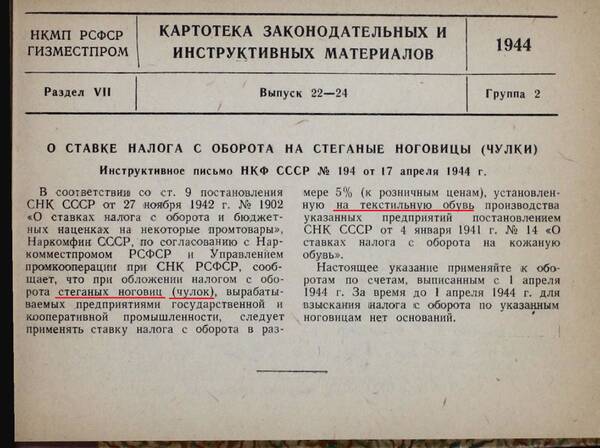 НКМП РСФСР
ГИЗМЕСТПРОМ
КАРТОТЕКА ЗАКОНОДАТЕЛЬНЫХ И
ИНСТРУКТИВНЫХ МАТЕРИАЛОВ
1944
Раздел VII
Выпуск 22—24
Группа 2
О СТАВКЕ НАЛОГА С ОБОРОТА НА СТЕГАНЫЕ НОГОВИЦЫ (ЧУЛКИ)
Инструктивное письмо НКФ СССР № 194 от 17 апреля 1944 г.
В соответствии со ст. 9 постановления
СНК СССР от 27 ноября 1942 г. № 1902
«О ставках налога с оборота и бюджет-
ных наценках на некоторые промтовары»,
Наркомфин СССР, по согласованию с Нар-
комместпромом РСФСР и Управлением
промкооперации при СНК РСФСР, сооб-
щает, что при обложении налогом с обо-
рота стеганых ноговиц (чулок), вырабаты-
ваемых предприятиями государственной и
кооперативной промышленности, следует
применять ставку налога с оборота в раз-
мере 5% (к розничным ценам), установлен-
ную на текстильную обувь производства
указанных предприятий постановлением
СНК СССР от 4 января 1941 г. № 14 «О
ставках налога с оборота на кожаную
обувь».
Настоящее указание применяйте к обо-
ротам по счетам, выписанным с 1 апреля
1944 г. За время до 1 апреля 1944 г. для
взыскания налога с оборота по указанным
ноговицам нет оснований.